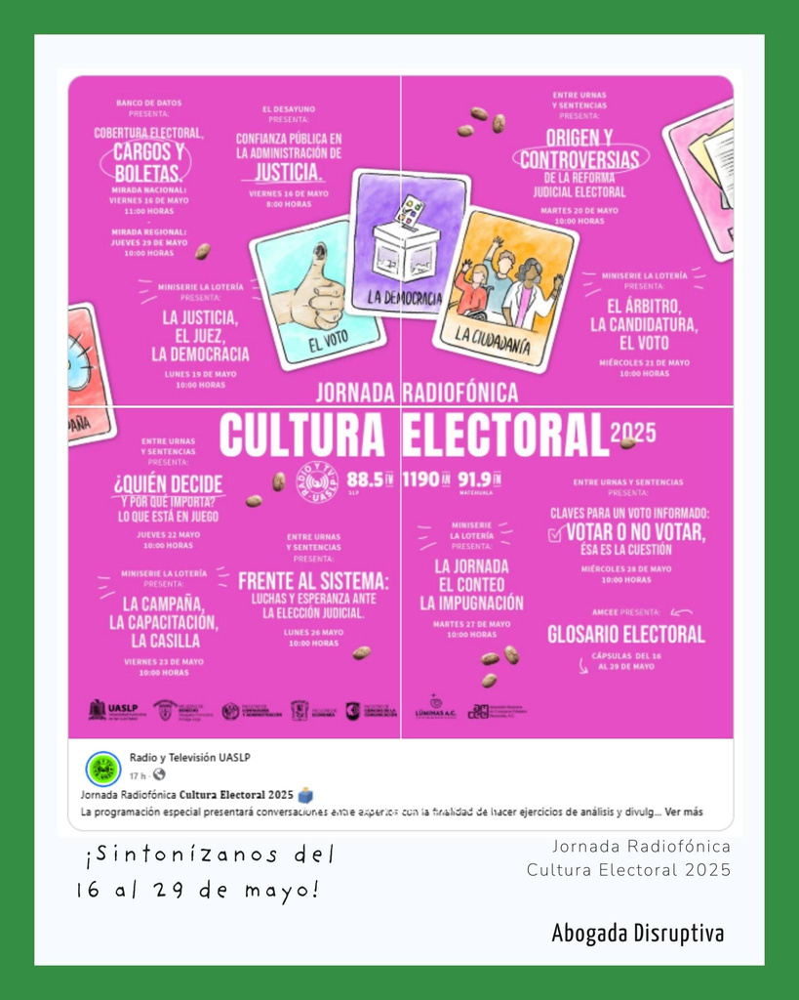 BANCO DE DATOS
PRESENTA:
COBERTURA ELECTORAL,
CARGOS Y
BOLETAS.
MIRADA NACIONAL:
VIERNES 16 DE MAYO
11:00 HORAS
MIRADA REGIONAL:
JUEVES 29 DE MAYO
10:00 HORAS
EL DESAYUNO
PRESENTA:
CONFIANZA PÚBLICA EN
LA ADMINISTRACIÓN DE
JUSTICIA.
VIERNES 16 DE MAYO
8:00 HORAS
ENTRE URNAS
Y SENTENCIAS
PRESENTA:
ORIGEN Y
CONTROVERSIAS
DE LA REFORMA
JUDICIAL ELECTORAL
MARTES 20 DE MAYO
10:00 HORAS
MINISERIE LA LOTERÍA
PRESENTA:
LA JUSTICIA,
EL JUEZ,
LA DEMOCRACIA
LUNES 19 DE MAYO
10:00 HORAS
EL VOTO
LA DEMOCRACIA
LA CIUDADANÍA
MINISERIE LA LOTERÍA
PRESENTA:
EL ÁRBITRO,
LA CANDIDATURA,
EL VOTO
MIÉRCOLES 21 DE MAYO
10:00 HORAS
JORNADA RADIOFÓNICA
CULTURA ELECTORAL 2025
RADIO Y TV UASLP
88.5 FM 1190 AM 91.9 FM
SLP MATEHUALA
ENTRE URNAS
Y SENTENCIAS
PRESENTA:
¿QUIÉN DECIDE
Y POR QUÉ IMPORTA?
LO QUE ESTÁ EN JUEGO
JUEVES 22 MAYO
10:00 HORAS
MINISERIE LA LOTERÍA
PRESENTA:
LA CAMPAÑA,
LA CAPACITACIÓN,
LA CASILLA
VIERNES 23 DE MAYO
10:00 HORAS
ENTRE URNAS
Y SENTENCIAS
PRESENTA:
FRENTE AL SISTEMA:
LUCHAS Y ESPERANZA ANTE
LA ELECCIÓN JUDICIAL.
LUNES 26 MAYO
10:00 HORAS
MINISERIE
LA LOTERÍA
PRESENTA:
LA JORNADA
EL CONTEO
LA IMPUGNACIÓN
MARTES 27 DE MAYO
10:00 HORAS
ENTRE URNAS Y SENTENCIAS
PRESENTA:
CLAVES PARA UN VOTO INFORMADO:
VOTAR O NO VOTAR,
ÉSA ES LA CUESTIÓN
MIÉRCOLES 28 DE MAYO
10:00 HORAS
AMCEE PRESENTA:
GLOSARIO ELECTORAL
CÁPSULAS DEL 16
AL 29 DE MAYO
UASLP
LÚMINAS A.C.
Radio y Televisión UASLP
17 h
Jornada Radiofónica Cultura Electoral 2025
La programación especial presentará conversaciones entre expertos con la finalidad de hacer ejercicios de análisis y divulg... Ver más
¡Sintonízanos del
16 al 29 de mayo!
Jornada Radiofónica
Cultura Electoral 2025
Abogada Disruptiva